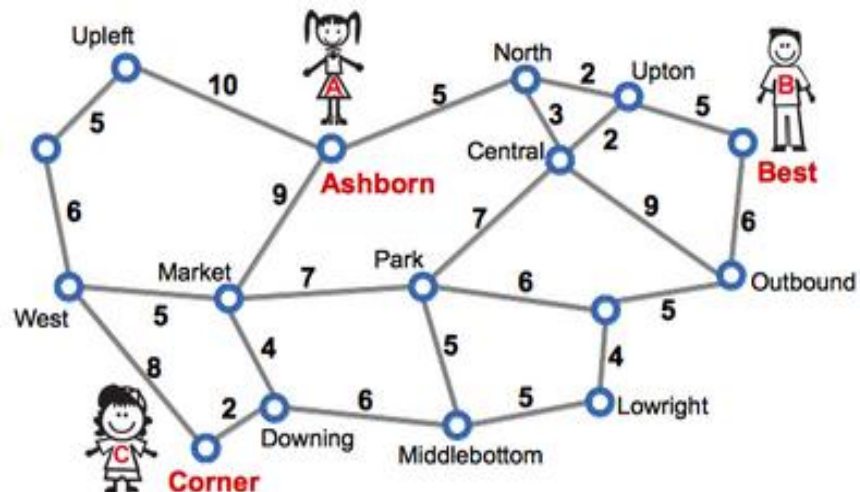 Upleft
10
A
North
2
Upton
5
5
5
3
2
B
Central
Best
Ashborn
6
9
7
9
6
Market
7
Park
6
Outbound
West
5
5
8
4
5
4
2
6
5
Lowright
C
Downing
Middlebottom
Corner